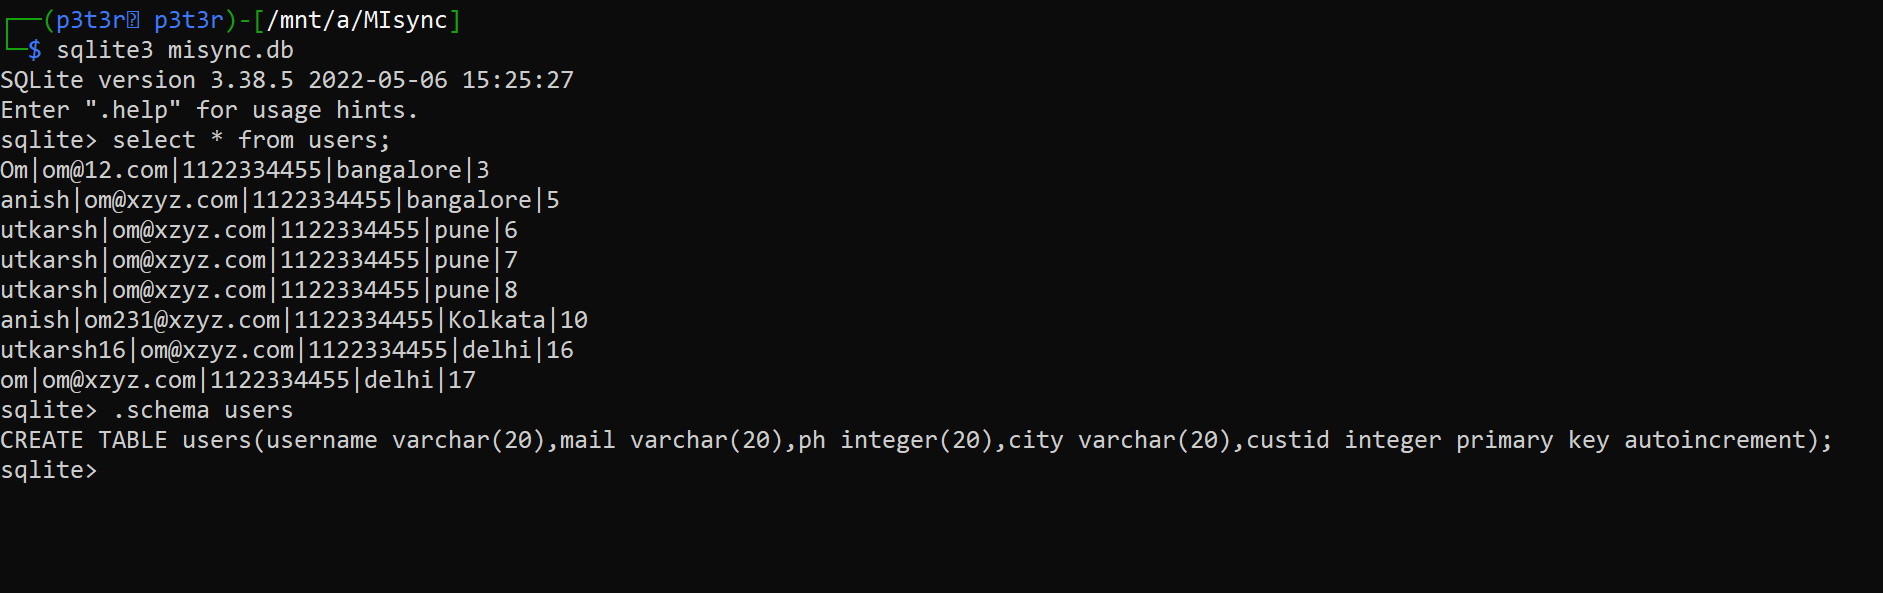 ┌──(p3t3r㉿ p3t3r)-[/mnt/a/MIsync]
└─$ sqlite3 misync.db
SQLite version 3.38.5 2022-05-06 15:25:27
Enter ".help" for usage hints.
sqlite> select * from users;
Om|om@12.com|1122334455|bangalore|3
anish|om@xzyz.com|1122334455|bangalore|5
utkarsh|om@xzyz.com|1122334455|pune|6
utkarsh|om@xzyz.com|1122334455|pune|7
utkarsh|om@xzyz.com|1122334455|pune|8
anish|om231@xzyz.com|1122334455|Kolkata|10
utkarsh16|om@xzyz.com|1122334455|delhi|16
om|om@xzyz.com|1122334455|delhi|17
sqlite> .schema users
CREATE TABLE users(username varchar(20),mail varchar(20),ph integer(20),city varchar(20),custid integer primary key autoincrement);
sqlite>